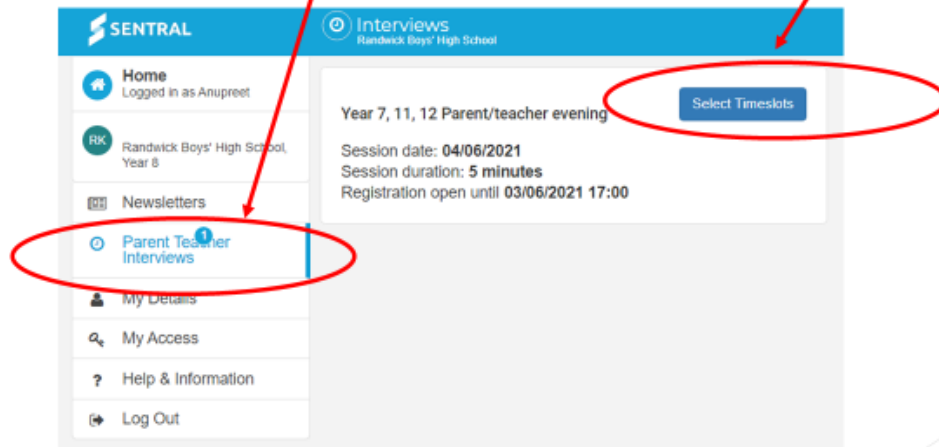 SENTRAL
Interviews
Randwick Boys' High School
Home
Logged in as Anupreet
RK
Randwick Boys' High School,
Year 8
Newsletters
Parent Teacher
1
Interviews
My Details
My Access
? Help & Information
Log Out
Year 7, 11, 12 Parent/teacher evening
Select Timeslots
Session date: 04/06/2021
Session duration: 5 minutes
Registration open until 03/06/2021 17:00